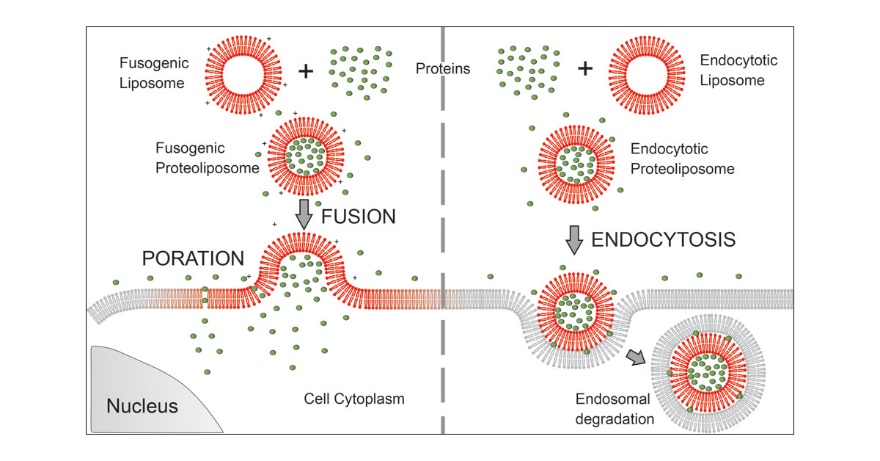 Fusogenic
Liposome
+
Proteins
+
Endocytotic
Liposome
Fusogenic
Proteoliposome
Endocytotic
Proteoliposome
FUSION
ENDOCYTOSIS
PORATION
Nucleus
Cell Cytoplasm
Endosomal
degradation